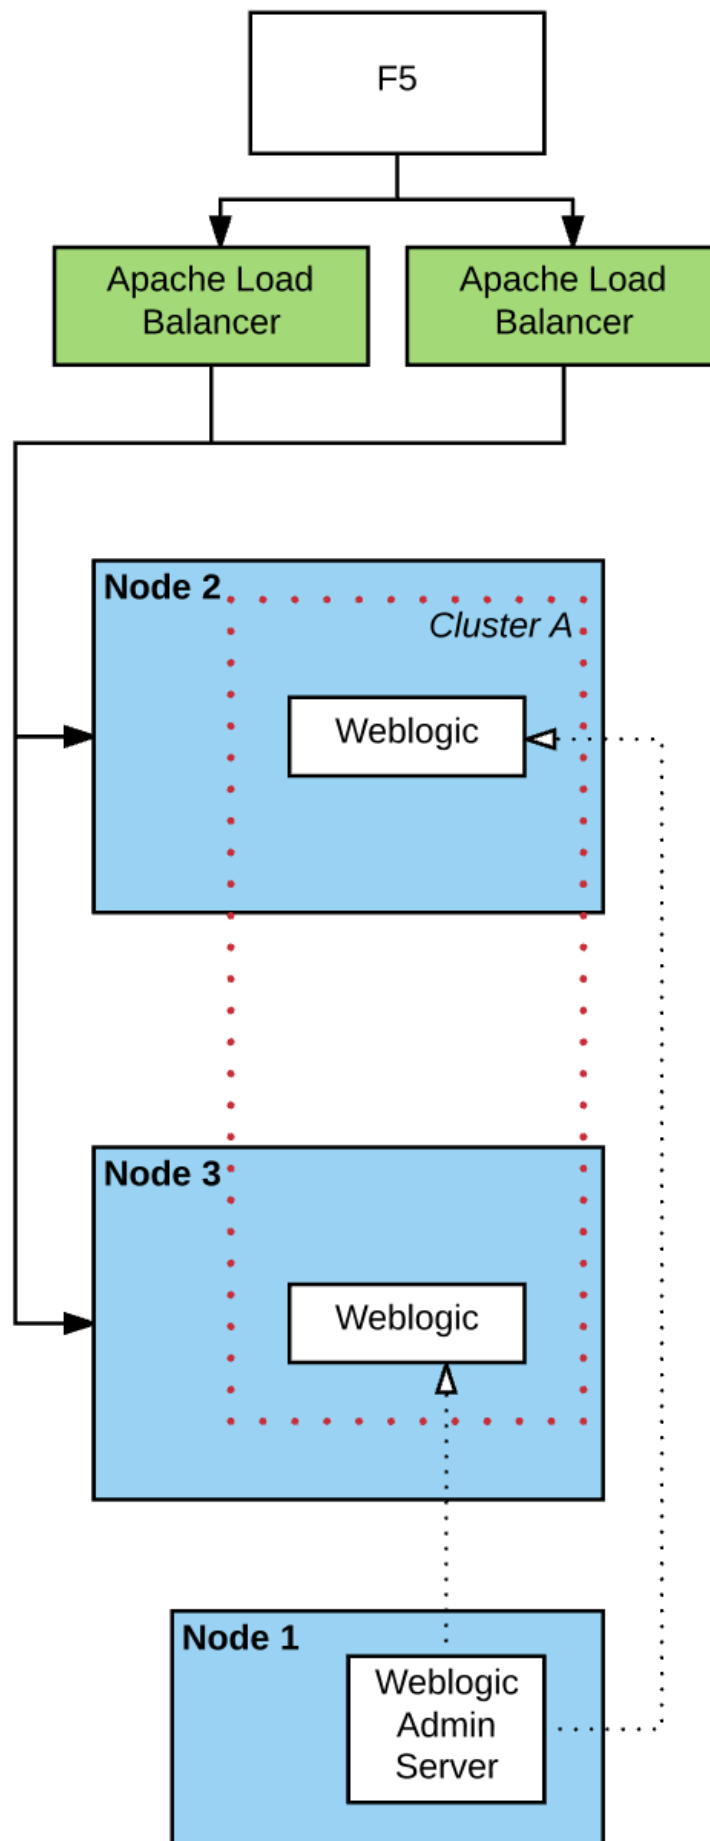 F5
Apache Load
Balancer
Apache Load
Balancer
Node 2
Cluster A
Weblogic
Node 3
Weblogic
Node 1
Weblogic
Admin
Server